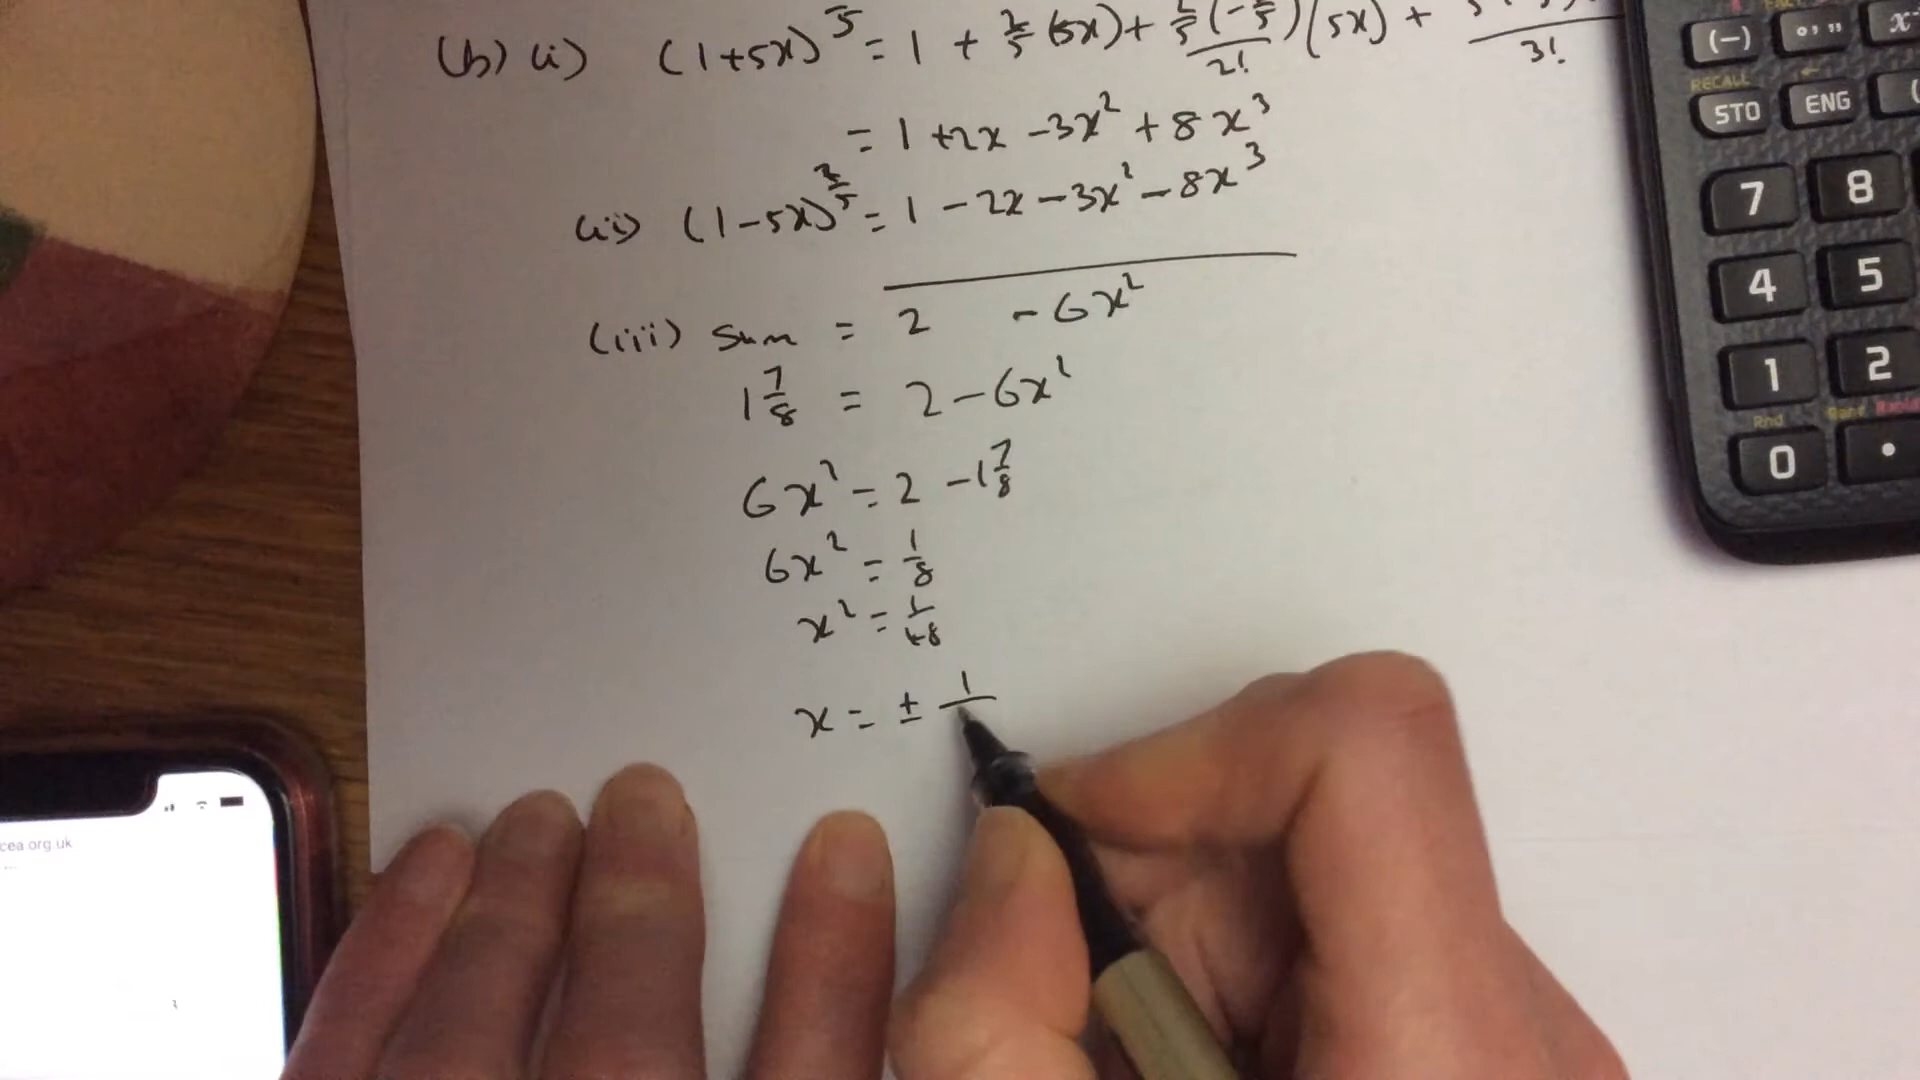 (b) (i) (1+5x)^5 = 1 + 2/5 (5x) + 2/5 (-3/5)/2! (5x) + /3!
= 1 + 2x - 3x² + 8x³
(ii) (1-5x)^2/5 = 1 - 2x - 3x² - 8x³
(iii) Sum = 2 - 6x²
1 7/8 = 2 - 6x²
6x² = 2 - 1 7/8
6x² = 1/8
x² = 1/48
x = ± 1/
(-) °,,,
RECALL
STO ENG (
7 8
4 5
1 2
Rnd Ran#
0 •
cea.org.uk